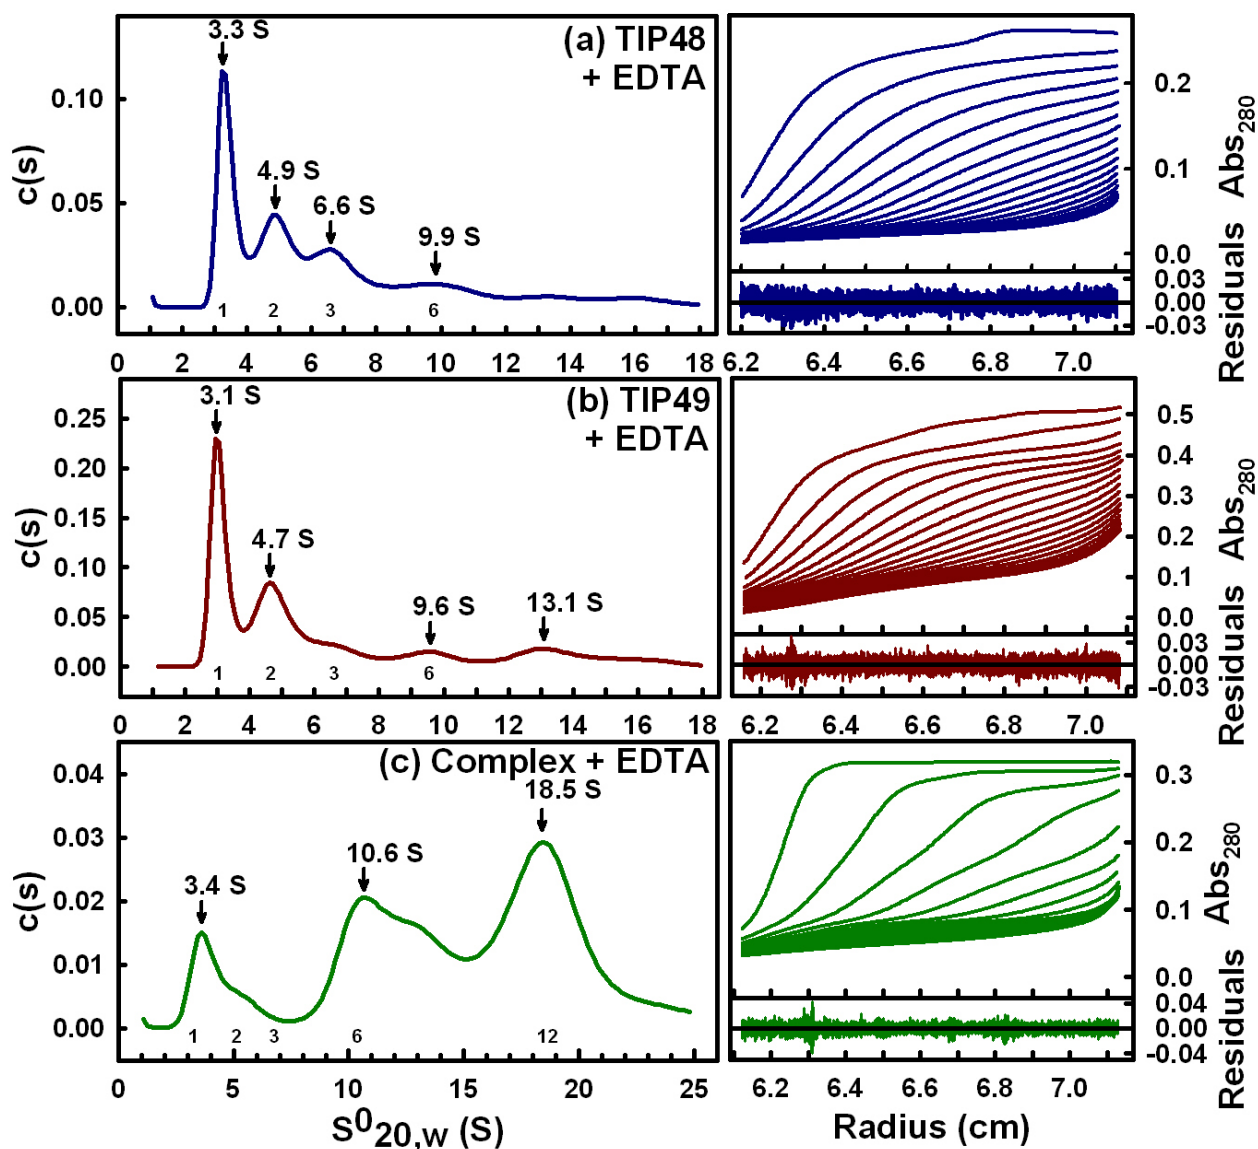 (a) TIP48
+ EDTA
3.3 S
4.9 S
6.6 S
9.9 S
c(s)
0.10
0.05
0.00
1 2 3 6
0 2 4 6 8 10 12 14 16 18
Abs280
0.2
0.1
0.0
Residuals
0.03
0.00
-0.03
6.2 6.4 6.6 6.8 7.0
(b) TIP49
+ EDTA
3.1 S
4.7 S
9.6 S
13.1 S
c(s)
0.25
0.20
0.15
0.10
0.05
0.00
1 2 3 6
0 2 4 6 8 10 12 14 16 18
Abs280
0.5
0.4
0.3
0.2
0.1
0.0
Residuals
0.03
0.00
-0.03
6.2 6.4 6.6 6.8 7.0
(c) Complex + EDTA
3.4 S
10.6 S
18.5 S
c(s)
0.04
0.03
0.02
0.01
0.00
1 2 3 6 12
0 5 10 15 20 25
S020,w (S)
Abs280
0.3
0.2
0.1
0.0
Residuals
0.04
0.00
-0.04
6.2 6.4 6.6 6.8 7.0
Radius (cm)